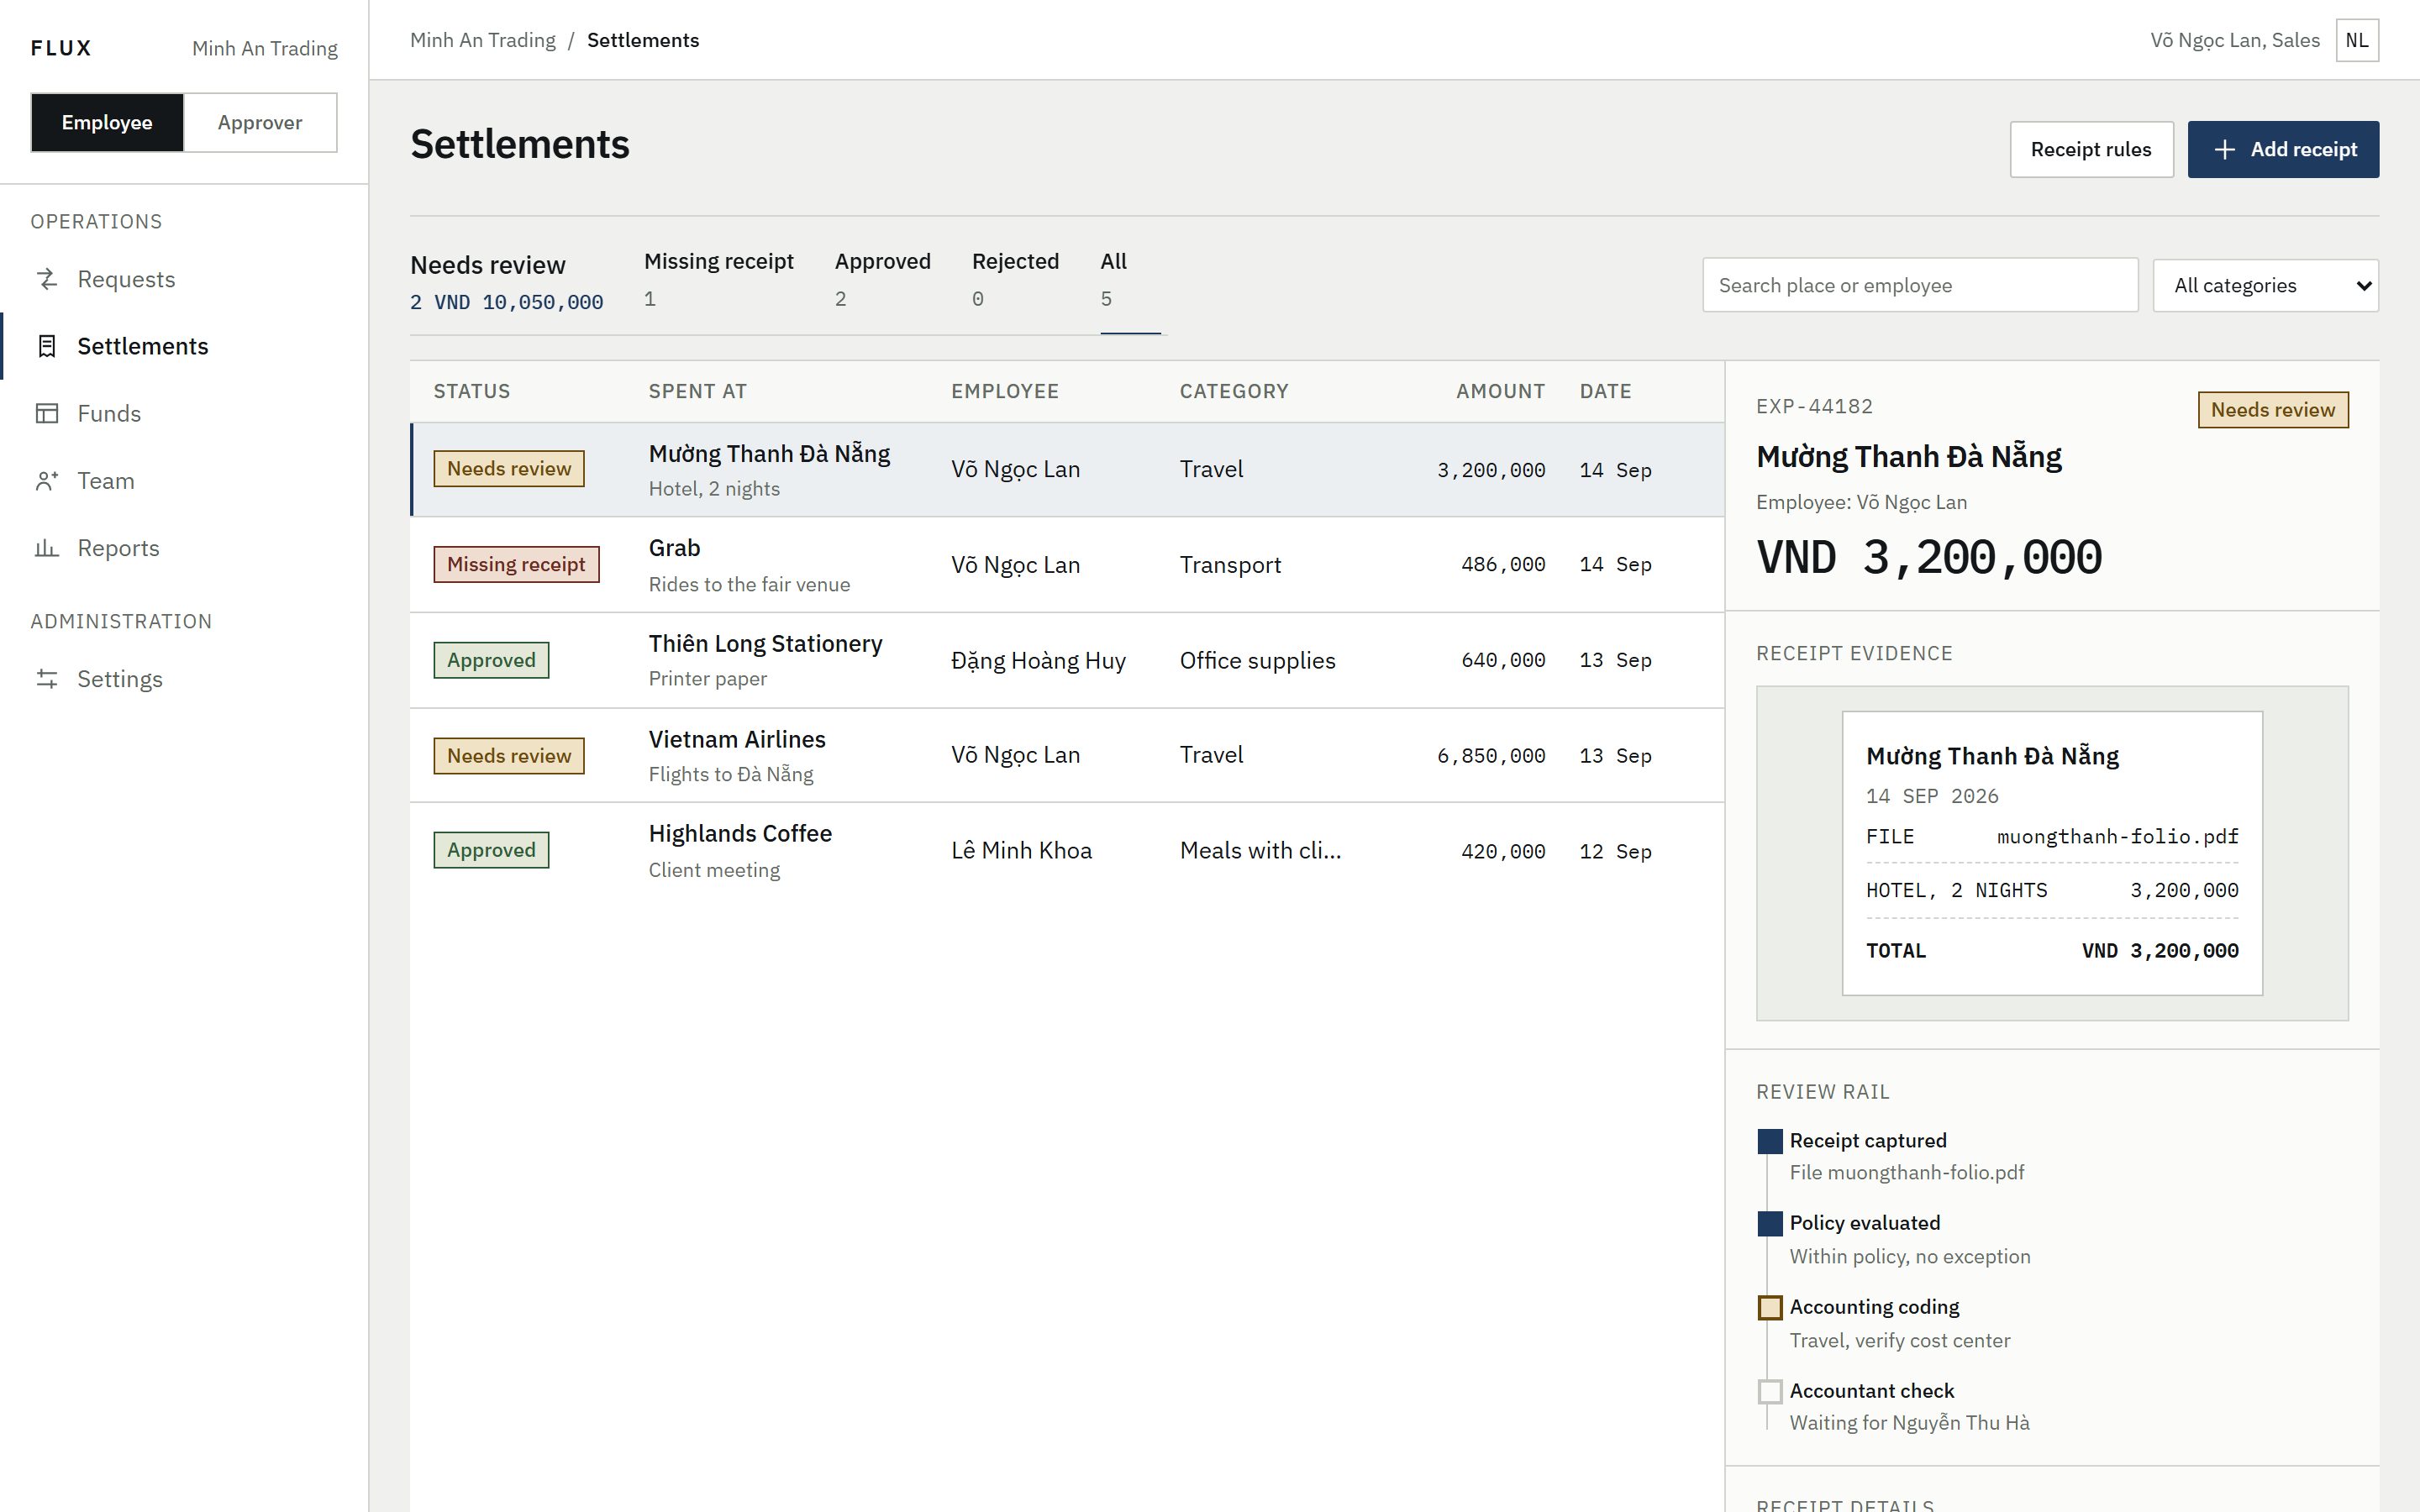 FLUX
Minh An Trading
Employee
Approver
OPERATIONS
Requests
Settlements
Funds
Team
Reports
ADMINISTRATION
Settings
Minh An Trading / Settlements
Võ Ngọc Lan, Sales
NL
Settlements
Receipt rules
Add receipt
Needs review
2 VND 10,050,000
Missing receipt
1
Approved
2
Rejected
0
All
5
Search place or employee
All categories
STATUS SPENT AT EMPLOYEE CATEGORY AMOUNT DATE
Needs review Mường Thanh Đà Nẵng Võ Ngọc Lan Travel 3,200,000 14 Sep
Hotel, 2 nights
Missing receipt Grab Võ Ngọc Lan Transport 486,000 14 Sep
Rides to the fair venue
Approved Thiên Long Stationery Đặng Hoàng Huy Office supplies 640,000 13 Sep
Printer paper
Needs review Vietnam Airlines Võ Ngọc Lan Travel 6,850,000 13 Sep
Flights to Đà Nẵng
Approved Highlands Coffee Lê Minh Khoa Meals with cli... 420,000 12 Sep
Client meeting
EXP-44182
Needs review
Mường Thanh Đà Nẵng
Employee: Võ Ngọc Lan
VND 3,200,000
RECEIPT EVIDENCE
Mường Thanh Đà Nẵng
14 SEP 2026
FILE muongthanh-folio.pdf
HOTEL, 2 NIGHTS 3,200,000
TOTAL VND 3,200,000
REVIEW RAIL
Receipt captured
File muongthanh-folio.pdf
Policy evaluated
Within policy, no exception
Accounting coding
Travel, verify cost center
Accountant check
Waiting for Nguyễn Thu Hà
RECEIPT DETAILS